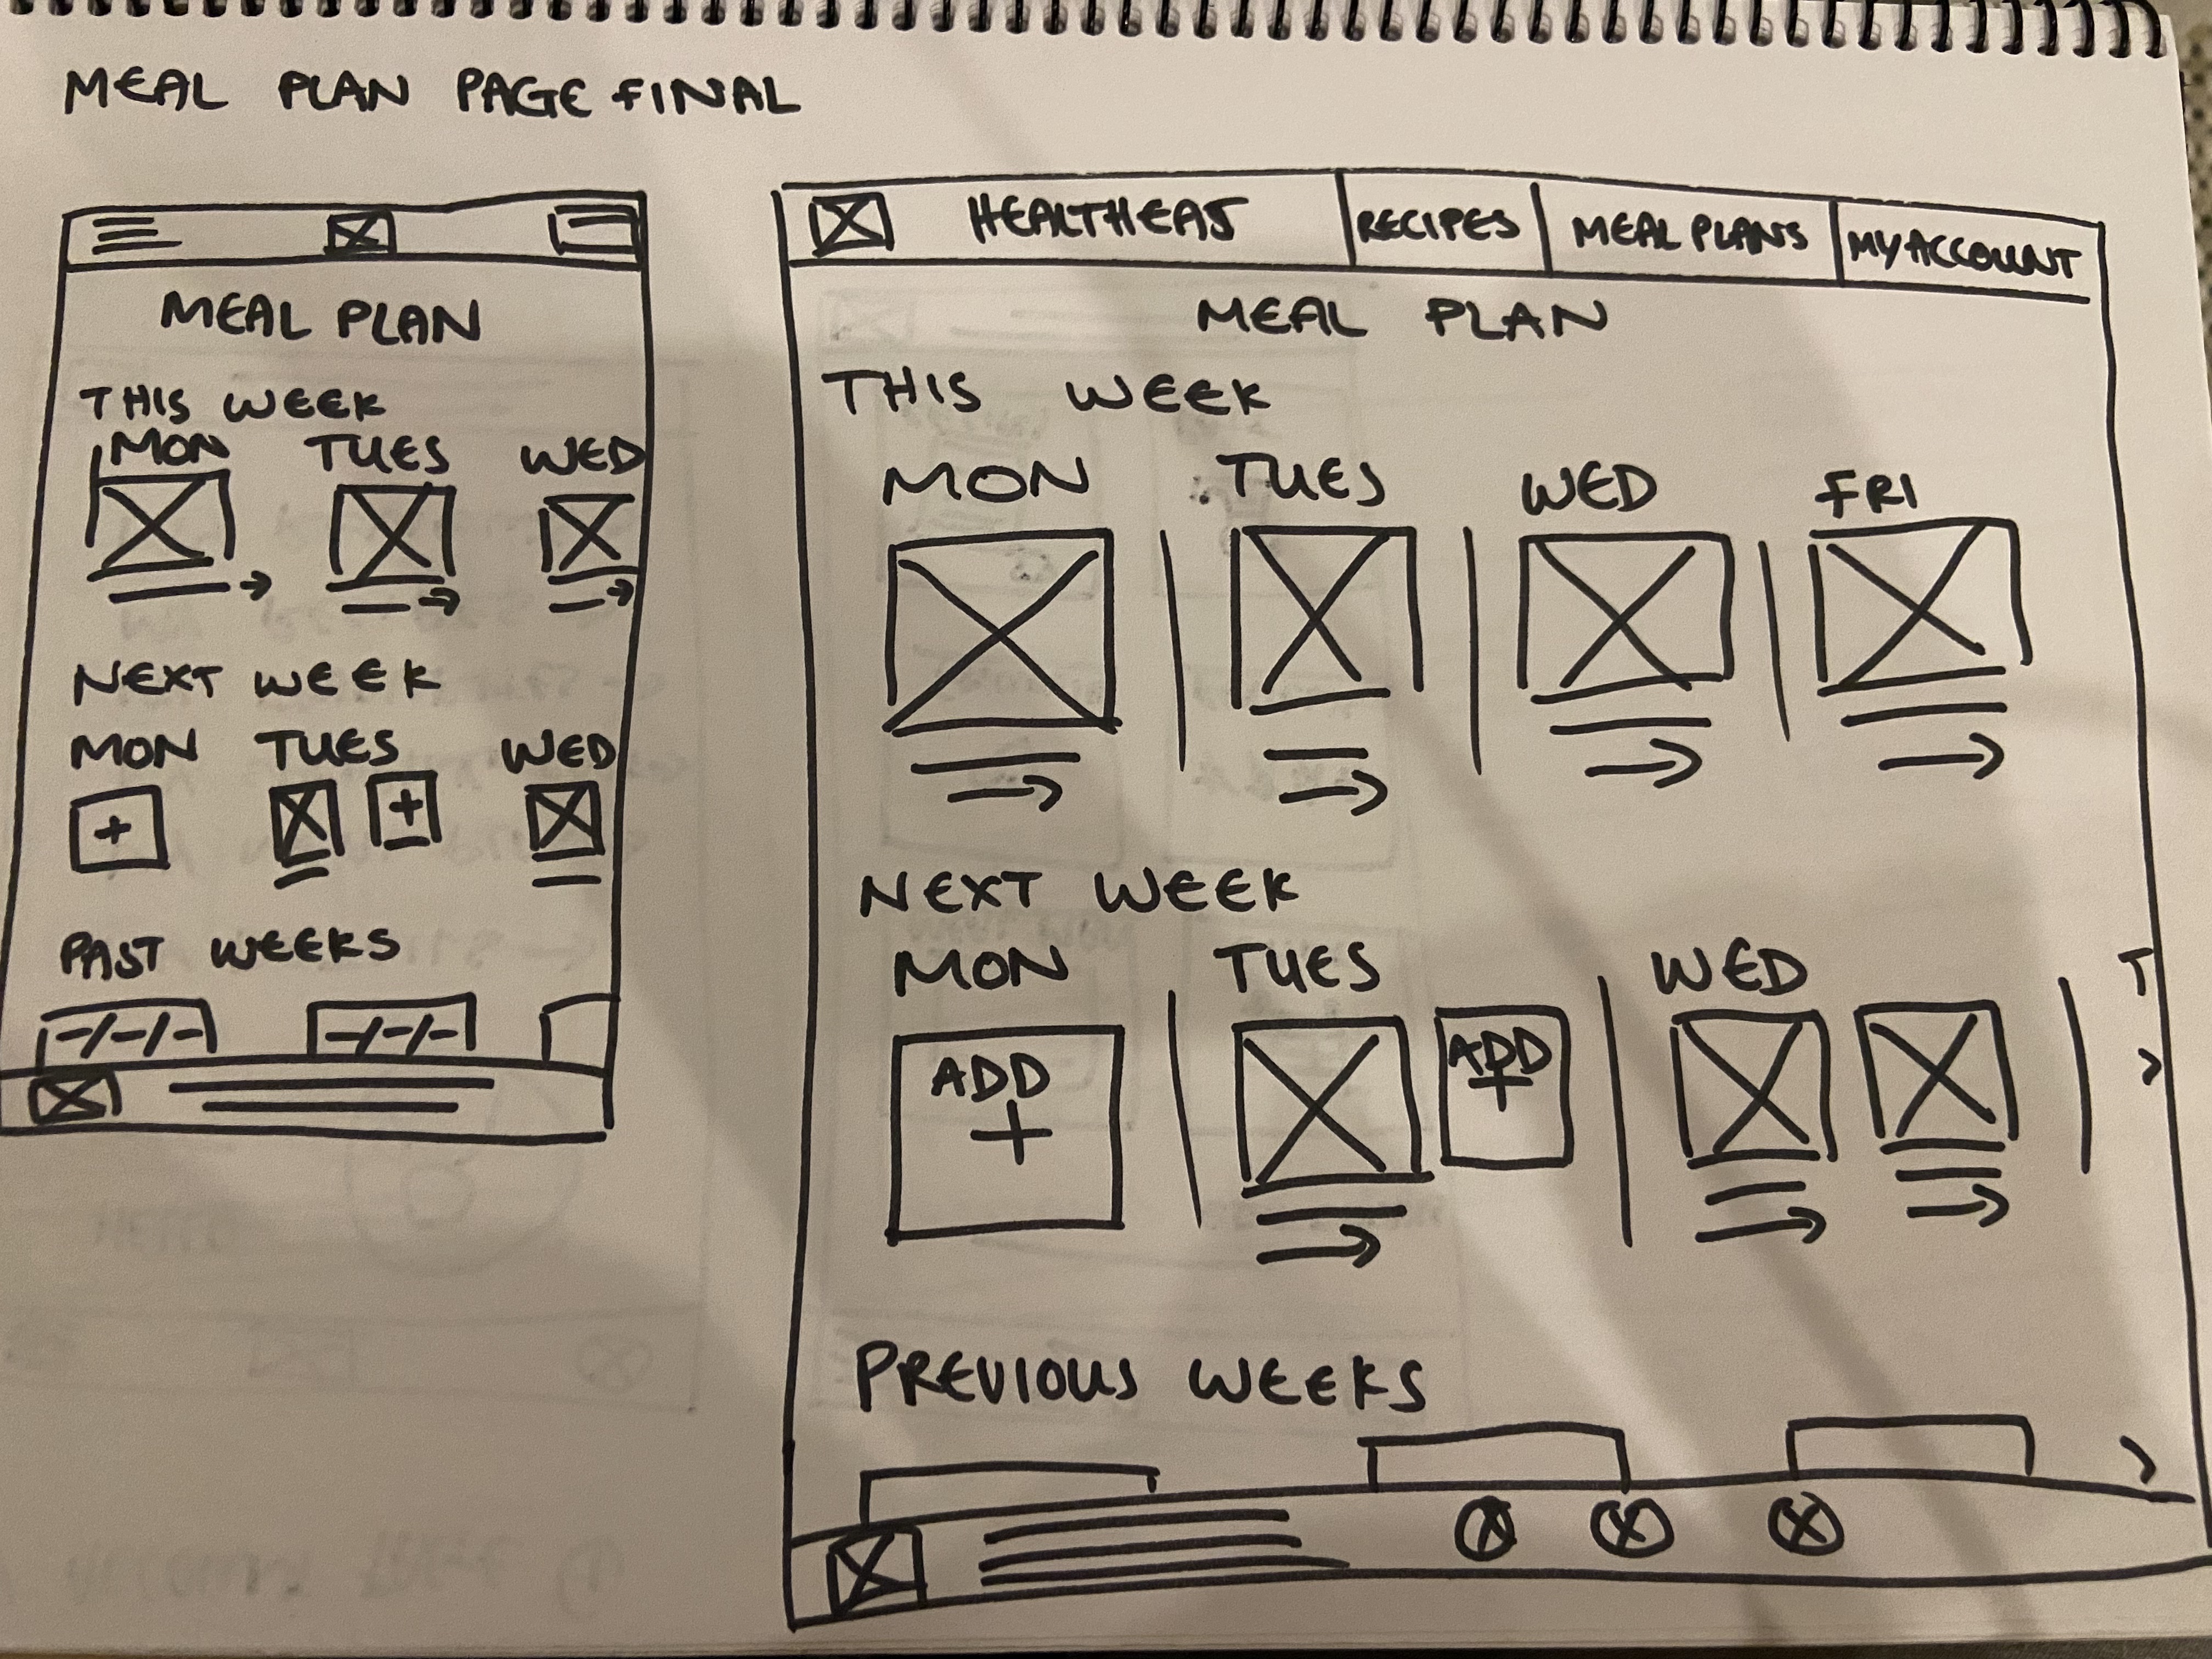 MEAL PLAN PAGE FINAL
MEAL PLAN
THIS WEEK
MON TUES WED
NEXT WEEK
MON TUES WED
+ +
PAST WEEKS
-/-/- -/-/-
HEALTHEAS RECIPES MEAL PLANS MY ACCOUNT
MEAL PLAN
THIS WEEK
MON TUES WED FRI
NEXT WEEK
MON TUES WED T
ADD + ADD +
PREVIOUS WEEKS